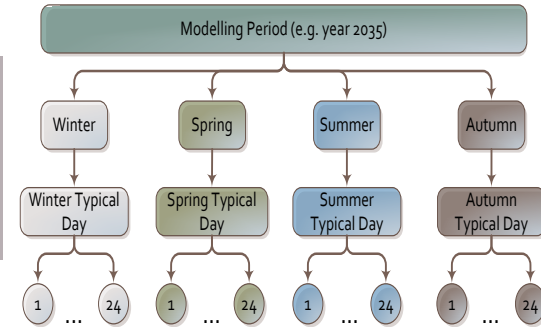 Modelling Period (e.g. year 2035)
Winter
Spring
Summer
Autumn
Winter Typical
Day
Spring Typical
Day
Summer
Typical Day
Autumn
Typical Day
1 ... 24
1 ... 24
1 ... 24
1 ... 24